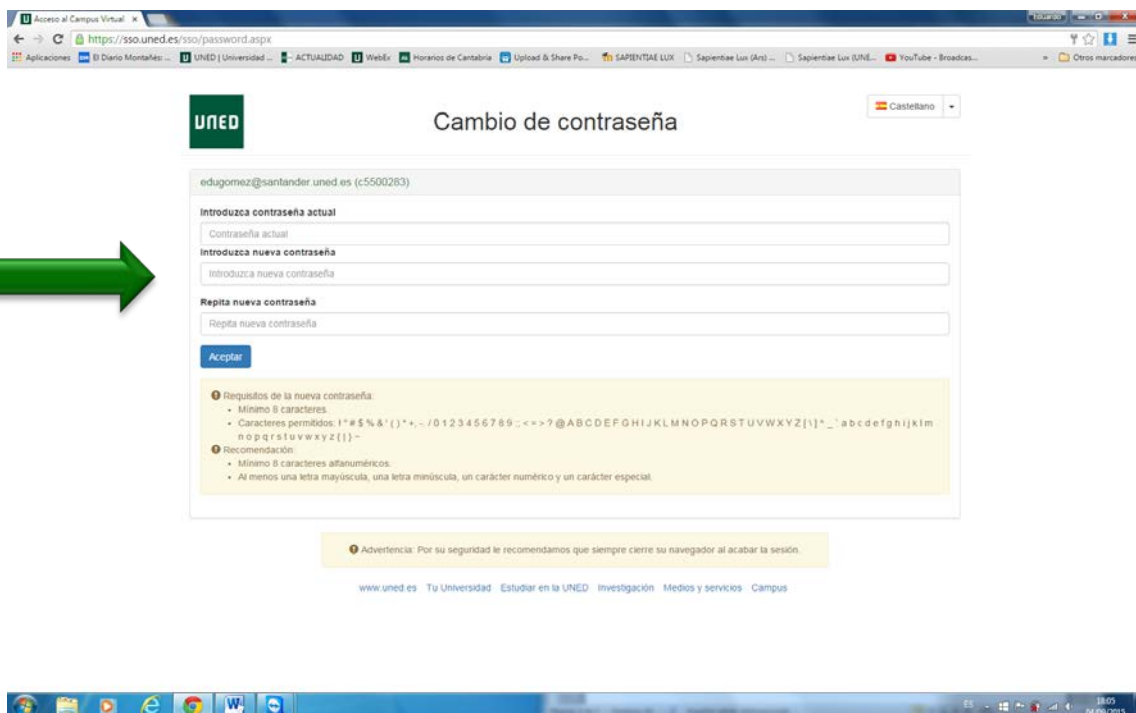 Acceso al Campus Virtual
Eduardo
https://sso.uned.es/sso/password.aspx
Aplicaciones El Diario Montañés: ... UNED | Universidad ... ACTUALIDAD WebEx Horarios de Cantabria Upload & Share Po... SAPIENTIAE LUX Sapientiae Lux (Ars) ... Sapientiae Lux (UNE... YouTube - Broadcas... » Otros marcadores
UNED
Cambio de contraseña
Castellano
edugomez@santander.uned.es (c5500283)
Introduzca contraseña actual
Contraseña actual
Introduzca nueva contraseña
Introduzca nueva contraseña
Repita nueva contraseña
Repita nueva contraseña
Aceptar
Requisitos de la nueva contraseña:
• Mínimo 8 caracteres.
• Caracteres permitidos: ! " # $ % & ' ( ) * + , - . / 0 1 2 3 4 5 6 7 8 9 : ; < = > ? @ A B C D E F G H I J K L M N O P Q R S T U V W X Y Z [ \ ] ^ _ ` a b c d e f g h i j k l m
n o p q r s t u v w x y z { | } ~
Recomendación:
• Mínimo 8 caracteres alfanuméricos.
• Al menos una letra mayúscula, una letra minúscula, un carácter numérico y un carácter especial.
Advertencia: Por su seguridad le recomendamos que siempre cierre su navegador al acabar la sesión.
www.uned.es Tu Universidad Estudiar en la UNED Investigación Medios y servicios Campus
ES 18:05
04/09/2015